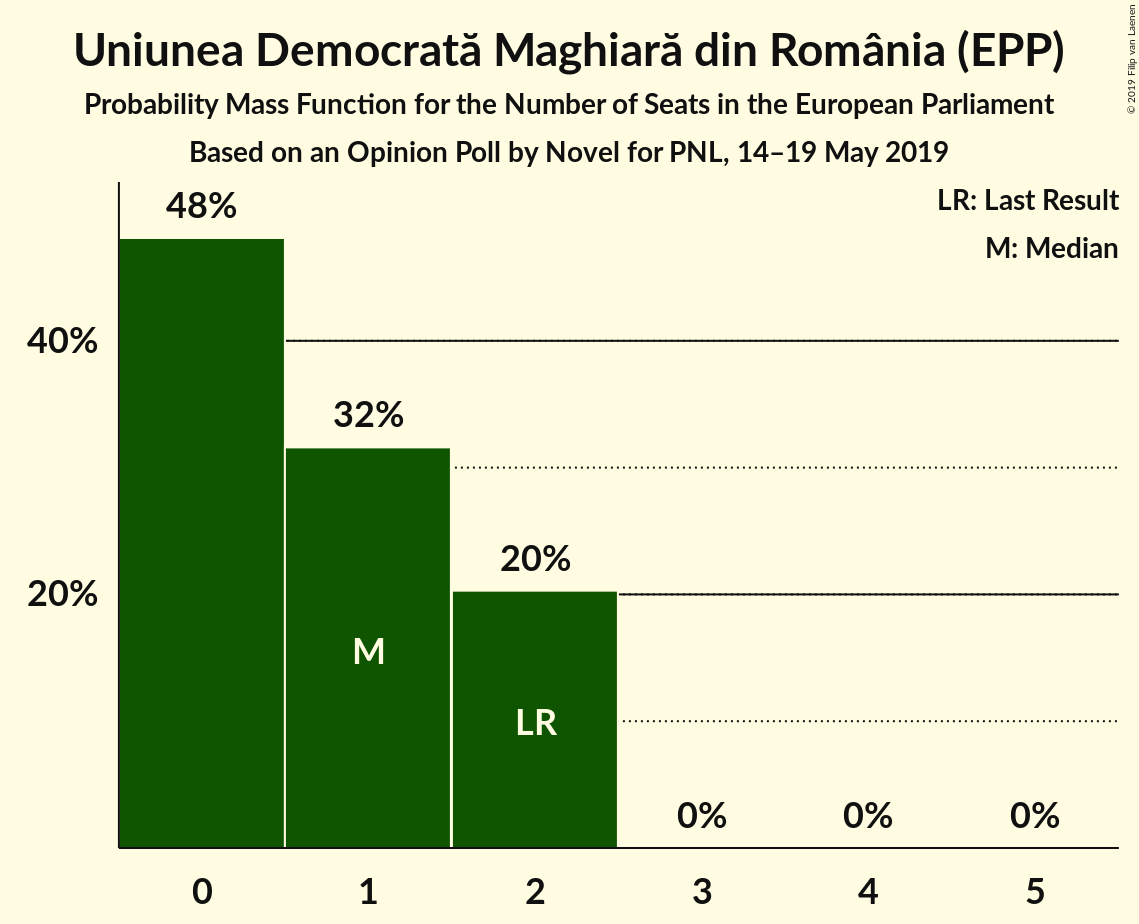 Uniunea Democrată Maghiară din România (EPP)
Probability Mass Function for the Number of Seats in the European Parliament
Based on an Opinion Poll by Novel for PNL, 14–19 May 2019
© 2019 Filip van Laenen
LR: Last Result
M: Median
48%
40%
32%
20%
20%
M
LR
0%
0%
0%
0
1
2
3
4
5